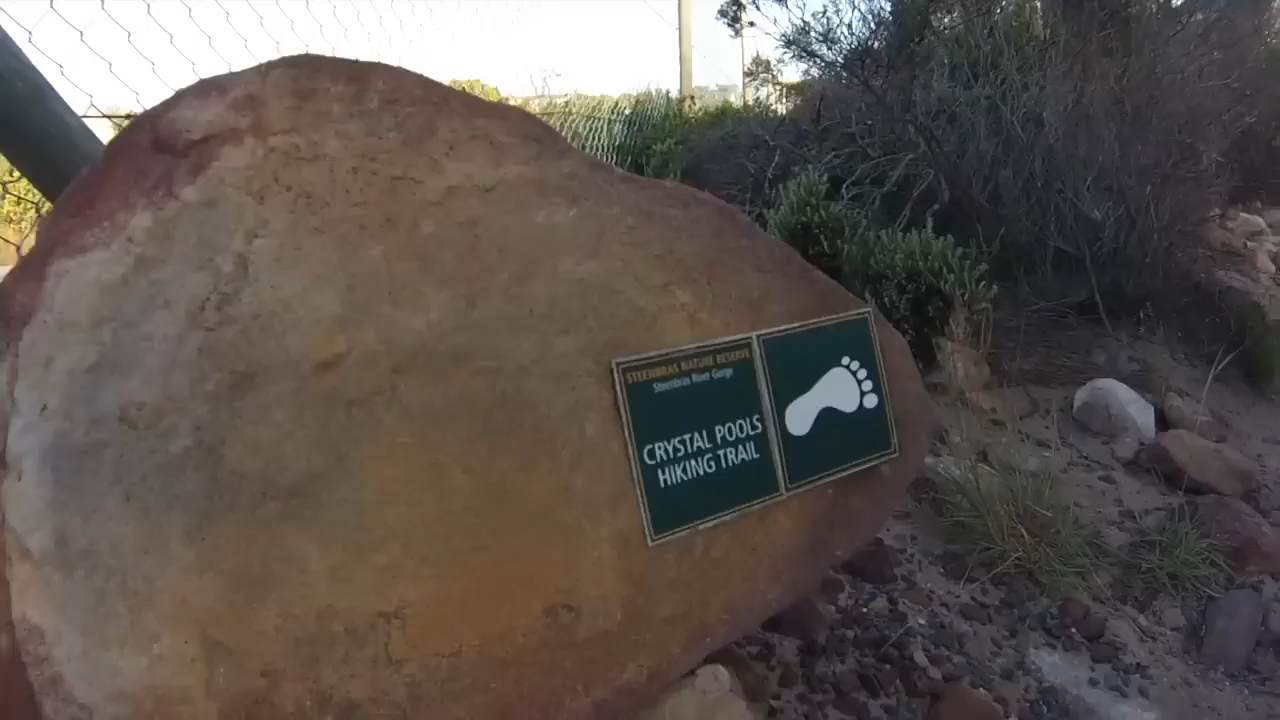 STEENBRAS NATURE RESERVE
Steenbras River Gorge
CRYSTAL POOLS
HIKING TRAIL